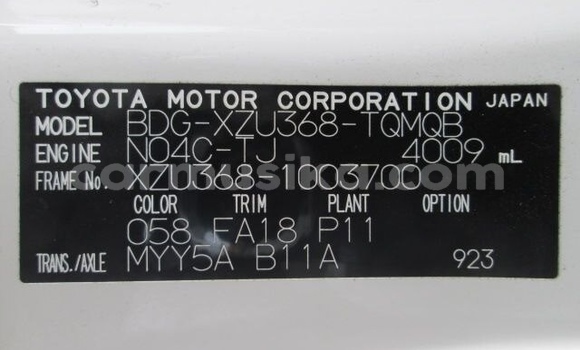 TOYOTA MOTOR CORPORATION JAPAN
MODEL BDG-XZU368-TQMQB
ENGINE N04C-TJ 4009 mL
FRAME No. XZU368-1003700
COLOR TRIM PLANT OPTION
058 FA18 P11
TRANS./AXLE MYY5A B11A 923